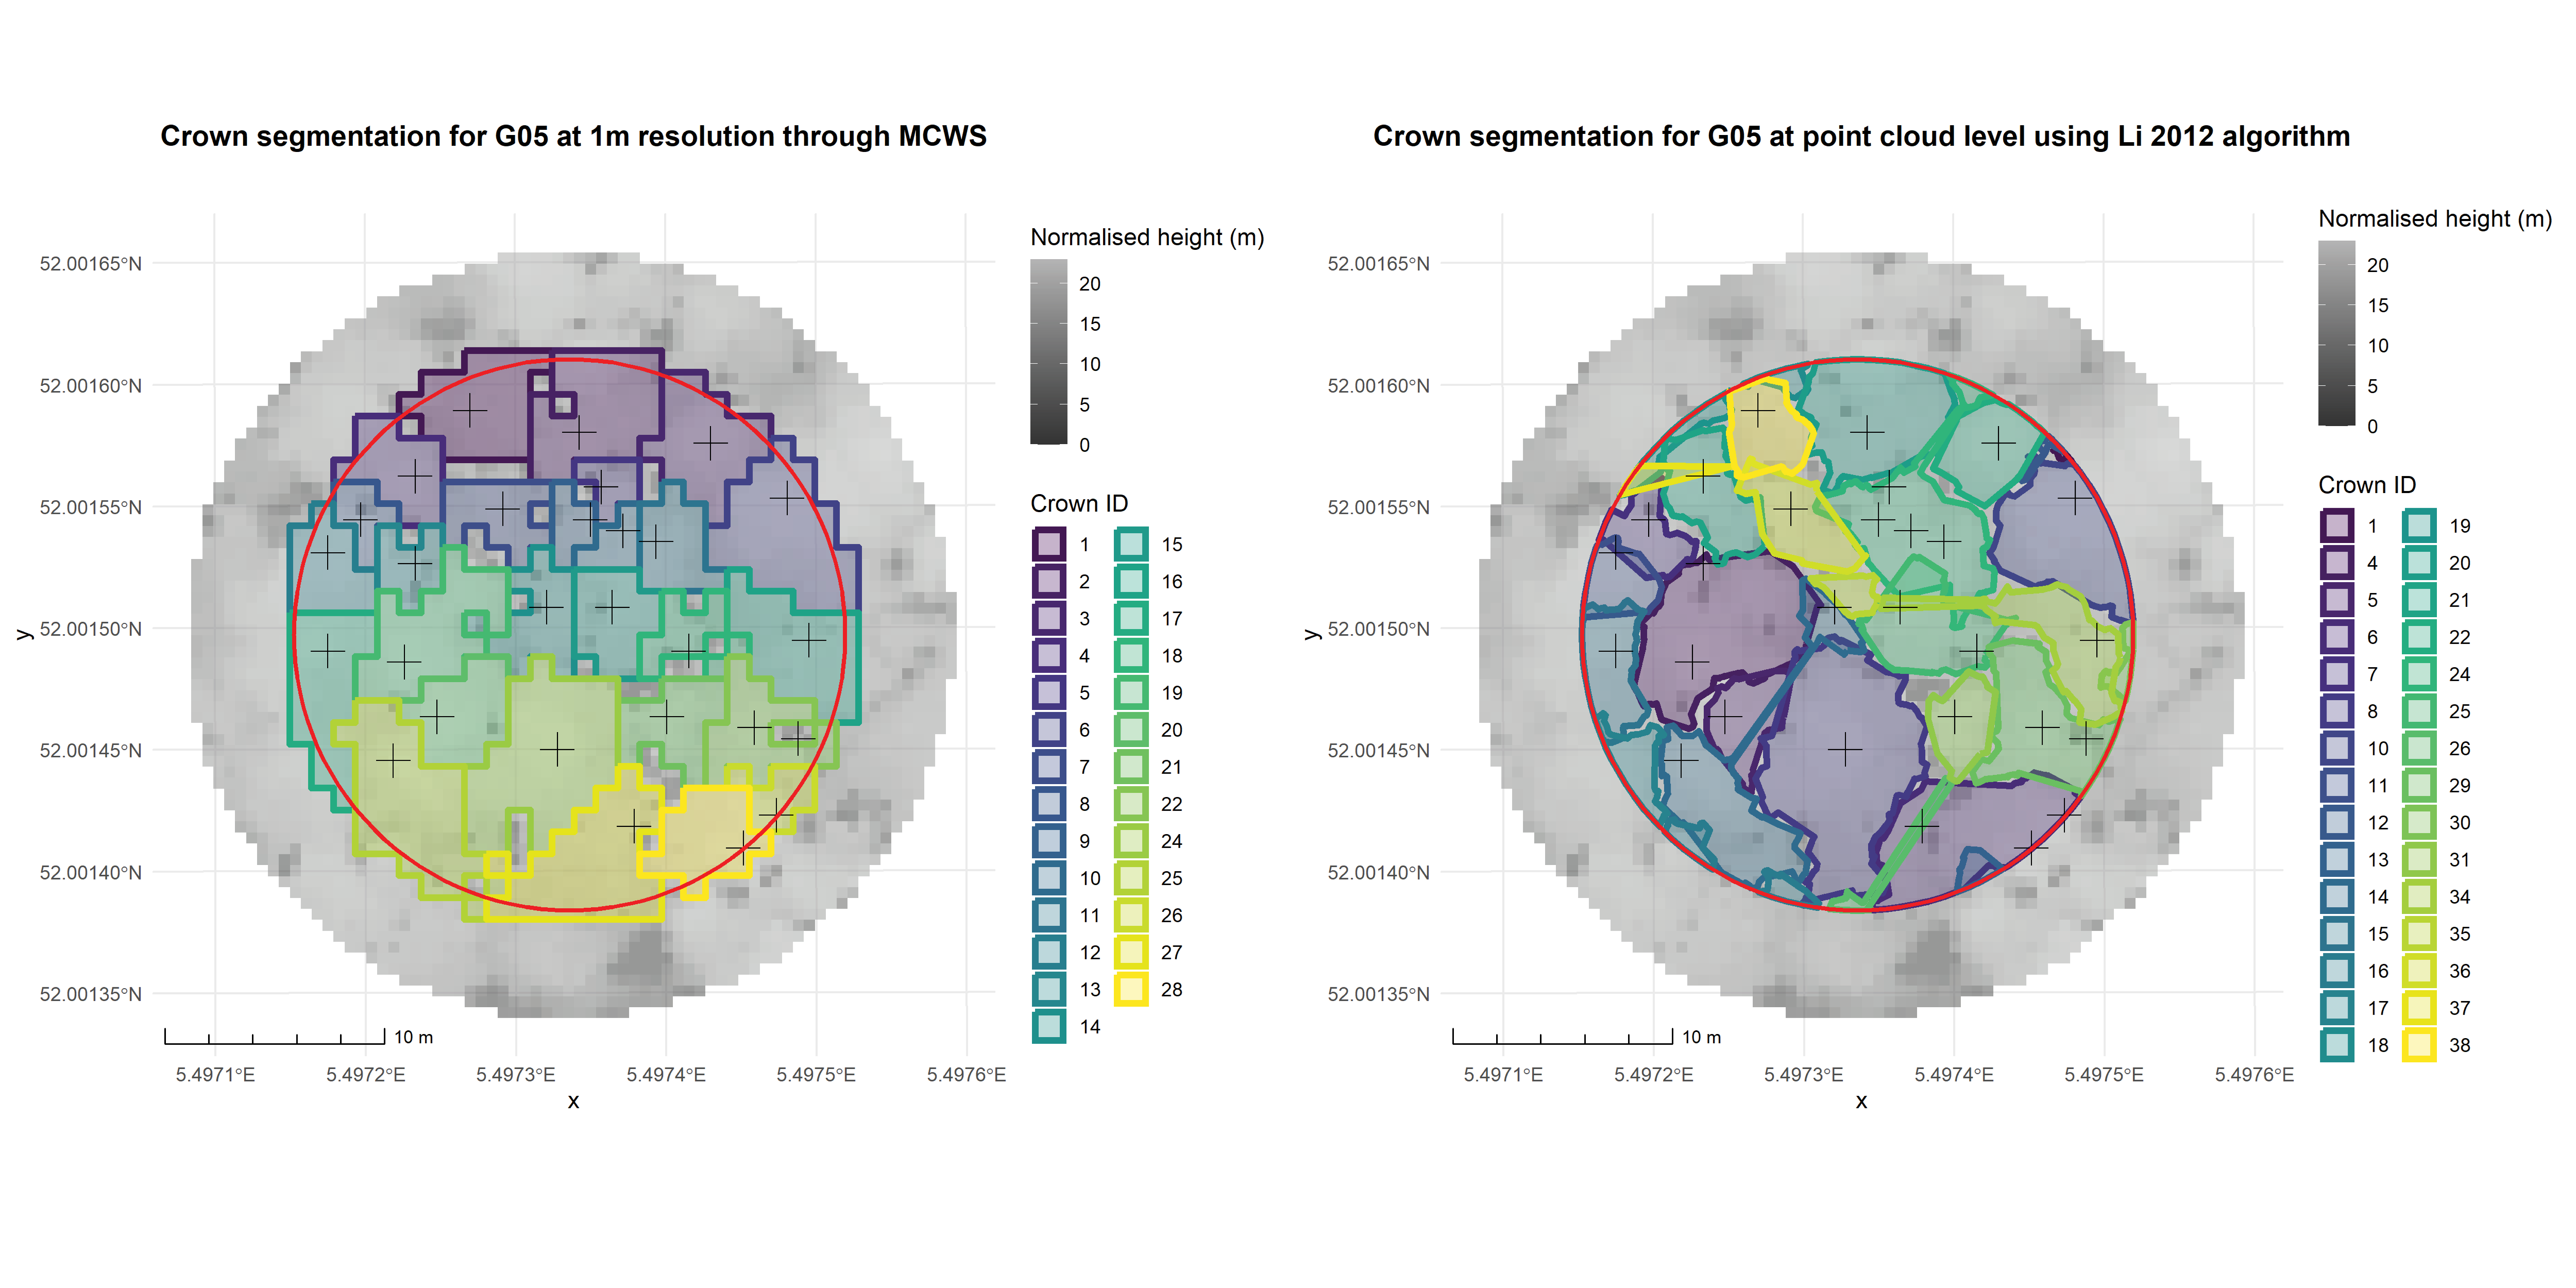 Crown segmentation for G05 at 1m resolution through MCWS
52.00165°N
52.00160°N
52.00155°N
52.00150°N
52.00145°N
52.00140°N
52.00135°N
y
10 m
5.4971°E 5.4972°E 5.4973°E 5.4974°E 5.4975°E 5.4976°E
x
Normalised height (m)
20
15
10
5
0
Crown ID
1 15
2 16
3 17
4 18
5 19
6 20
7 21
8 22
9 24
10 25
11 26
12 27
13 28
14
Crown segmentation for G05 at point cloud level using Li 2012 algorithm
52.00165°N
52.00160°N
52.00155°N
52.00150°N
52.00145°N
52.00140°N
52.00135°N
y
10 m
5.4971°E 5.4972°E 5.4973°E 5.4974°E 5.4975°E 5.4976°E
x
Normalised height (m)
20
15
10
5
0
Crown ID
1 19
4 20
5 21
6 22
7 24
8 25
10 26
11 29
12 30
13 31
14 34
15 35
16 36
17 37
18 38